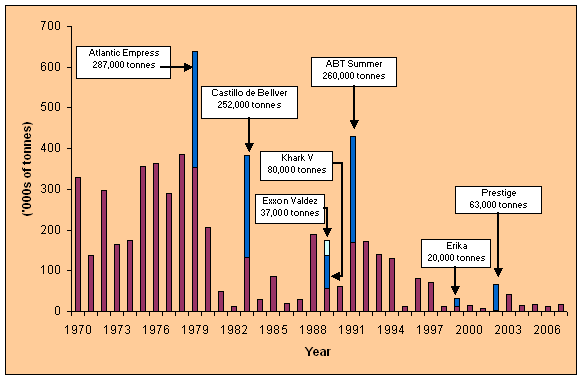 700
600
500
400
300
200
100
0
('000s of tonnes)
Atlantic Empress
287,000 tonnes
Castillo de Bellver
252,000 tonnes
ABT Summer
260,000 tonnes
Khark V
80,000 tonnes
Exxon Valdez
37,000 tonnes
Prestige
63,000 tonnes
Erika
20,000 tonnes
1970 1973 1976 1979 1982 1985 1988 1991 1994 1997 2000 2003 2006
Year